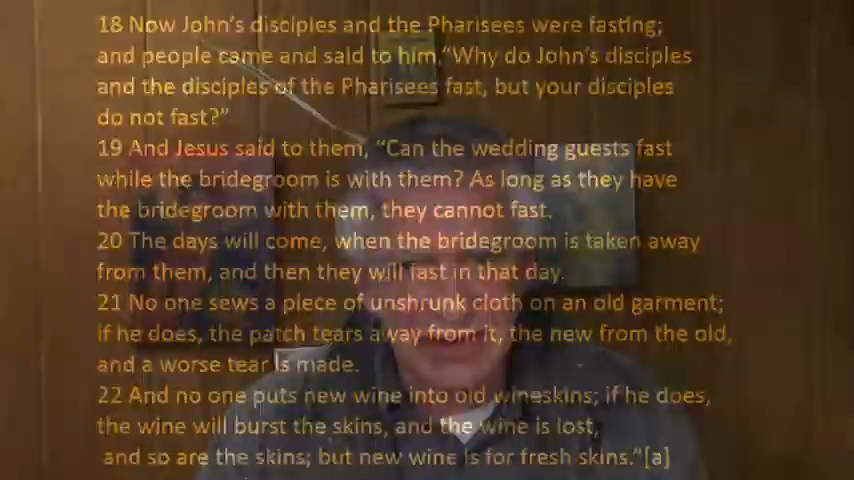 18 Now John's disciples and the Pharisees were fasting;
and people came and said to him,"Why do John's disciples
and the disciples of the Pharisees fast, but your disciples
do not fast?"
19 And Jesus said to them, "Can the wedding guests fast
while the bridegroom is with them? As long as they have
the bridegroom with them, they cannot fast.
20 The days will come, when the bridegroom is taken away
from them, and then they will fast in that day.
21 No one sews a piece of unshrunk cloth on an old garment;
if he does, the patch tears away from it, the new from the old,
and a worse tear is made.
22 And no one puts new wine into old wineskins; if he does,
the wine will burst the skins, and the wine is lost,
and so are the skins; but new wine is for fresh skins."[a]